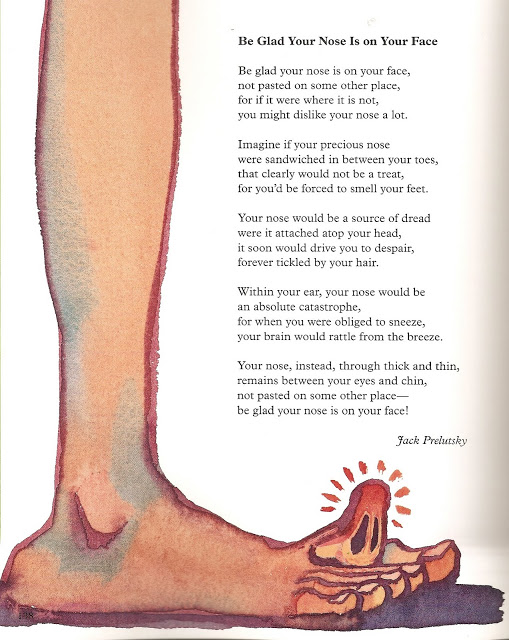 Be Glad Your Nose Is on Your Face
Be glad your nose is on your face,
not pasted on some other place,
for if it were where it is not,
you might dislike your nose a lot.
Imagine if your precious nose
were sandwiched in between your toes,
that clearly would not be a treat,
for you'd be forced to smell your feet.
Your nose would be a source of dread
were it attached atop your head,
it soon would drive you to despair,
forever tickled by your hair.
Within your ear, your nose would be
an absolute catastrophe,
for when you were obliged to sneeze,
your brain would rattle from the breeze.
Your nose, instead, through thick and thin,
remains between your eyes and chin,
not pasted on some other place—
be glad your nose is on your face!
Jack Prelutsky